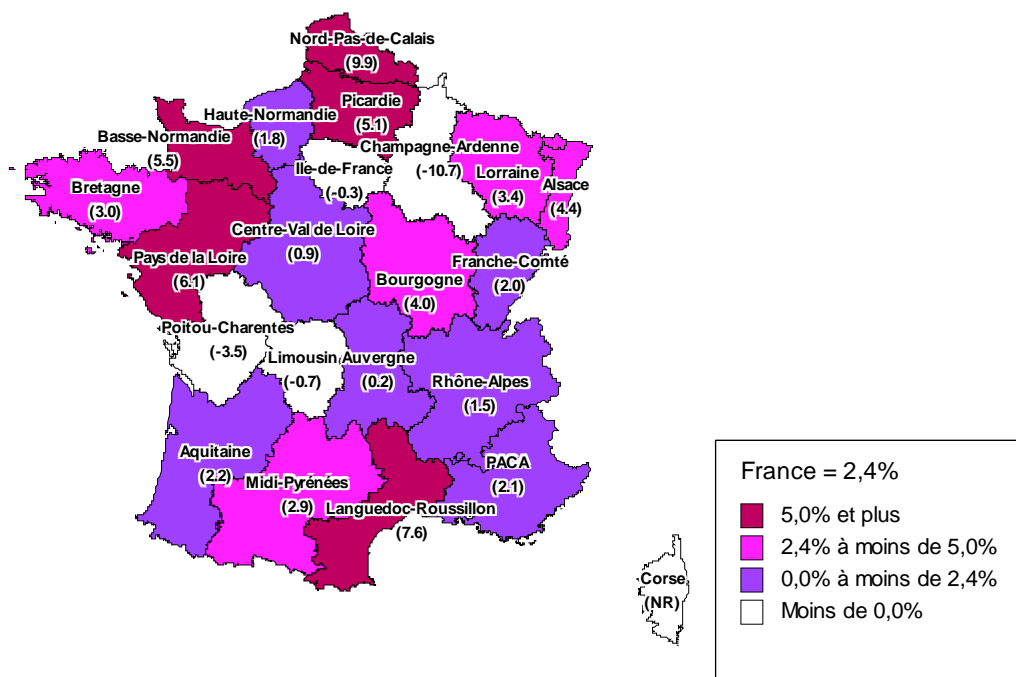 Nord-Pas-de-Calais
(9.9)
Picardie
(5.1)
Haute-Normandie
(1.8)
Basse-Normandie
(5.5)
Champagne-Ardenne
(-10.7)
Ile-de-France
(-0.3)
Lorraine
(3.4)
Alsace
(4.4)
Bretagne
(3.0)
Centre-Val de Loire
(0.9)
Pays de la Loire
(6.1)
Bourgogne
(4.0)
Franche-Comté
(2.0)
Poitou-Charentes
(-3.5)
Limousin
(-0.7)
Auvergne
(0.2)
Rhône-Alpes
(1.5)
Aquitaine
(2.2)
Midi-Pyrénées
(2.9)
Languedoc-Roussillon
(7.6)
PACA
(2.1)
Corse
(NR)
France = 2,4%
5,0% et plus
2,4% à moins de 5,0%
0,0% à moins de 2,4%
Moins de 0,0%